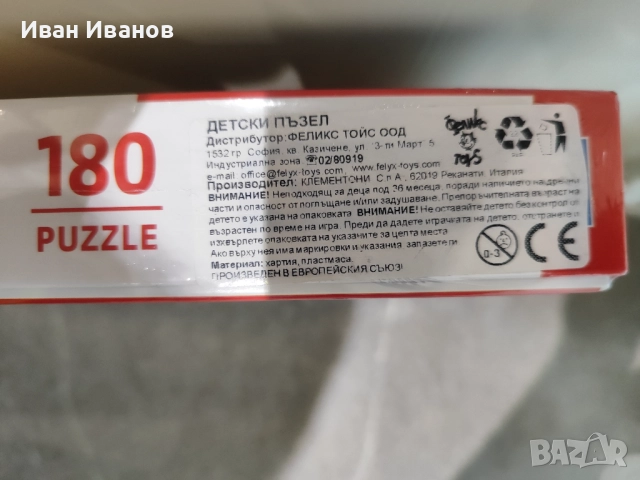 Иван Иванов
180
PUZZLE
ДЕТСКИ ПЪЗЕЛ
Дистрибутор: ФЕЛИКС ТОЙС ООД
1532 гр. София кв. Казичене, ул. "3-ти Март" 5
Индустриална зона ☎02/80919
e-mail: office@felyx-toys.com www.felyx-toys.com
Производител: КЛЕМЕНТОНИ С.п.А., 62019 Реканати, Италия
ВНИМАНИЕ! Неподходящ за деца под 36 месеца, поради наличието на дребни
части и опасност от поглъщане и/или задушаване. Препоръчителната възраст на
детето е указана на опаковката. ВНИМАНИЕ! Не оставяйте детето без контрол от
възрастен по време на игра. Преди да дадете играчката на детето, отстранете и
изхвърлете опаковката на указаните за целта места
Ако върху нея има маркировки и указания запазете ги
Материал: хартия, пластмаса.
ПРОИЗВЕДЕН В ЕВРОПЕЙСКИЯ СЪЮЗ!
0-3
BAZAR